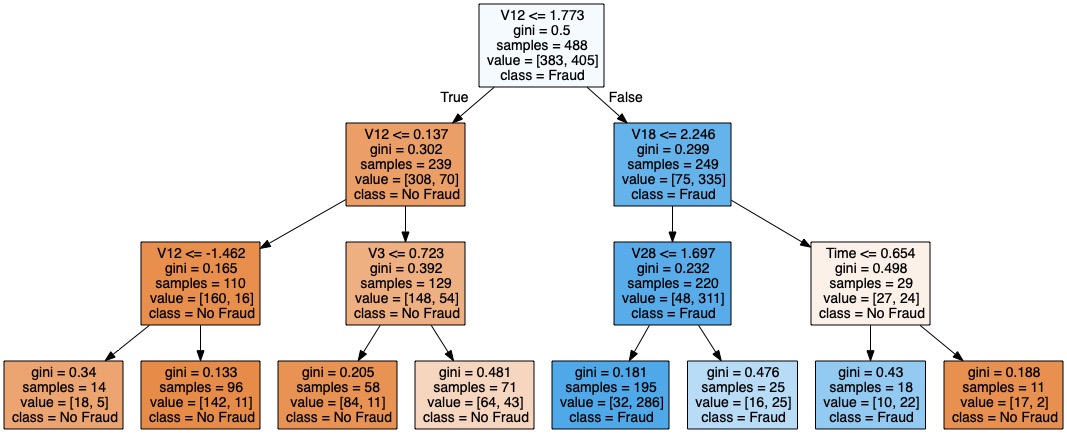 V12 <= 1.773
gini = 0.5
samples = 488
value = [383, 405]
class = Fraud
True
False
V12 <= 0.137
gini = 0.302
samples = 239
value = [308, 70]
class = No Fraud
V18 <= 2.246
gini = 0.299
samples = 249
value = [75, 335]
class = Fraud
V12 <= -1.462
gini = 0.165
samples = 110
value = [160, 16]
class = No Fraud
V3 <= 0.723
gini = 0.392
samples = 129
value = [148, 54]
class = No Fraud
V28 <= 1.697
gini = 0.232
samples = 220
value = [48, 311]
class = Fraud
Time <= 0.654
gini = 0.498
samples = 29
value = [27, 24]
class = No Fraud
gini = 0.34
samples = 14
value = [18, 5]
class = No Fraud
gini = 0.133
samples = 96
value = [142, 11]
class = No Fraud
gini = 0.205
samples = 58
value = [84, 11]
class = No Fraud
gini = 0.481
samples = 71
value = [64, 43]
class = No Fraud
gini = 0.181
samples = 195
value = [32, 286]
class = Fraud
gini = 0.476
samples = 25
value = [16, 25]
class = Fraud
gini = 0.43
samples = 18
value = [10, 22]
class = Fraud
gini = 0.188
samples = 11
value = [17, 2]
class = No Fraud